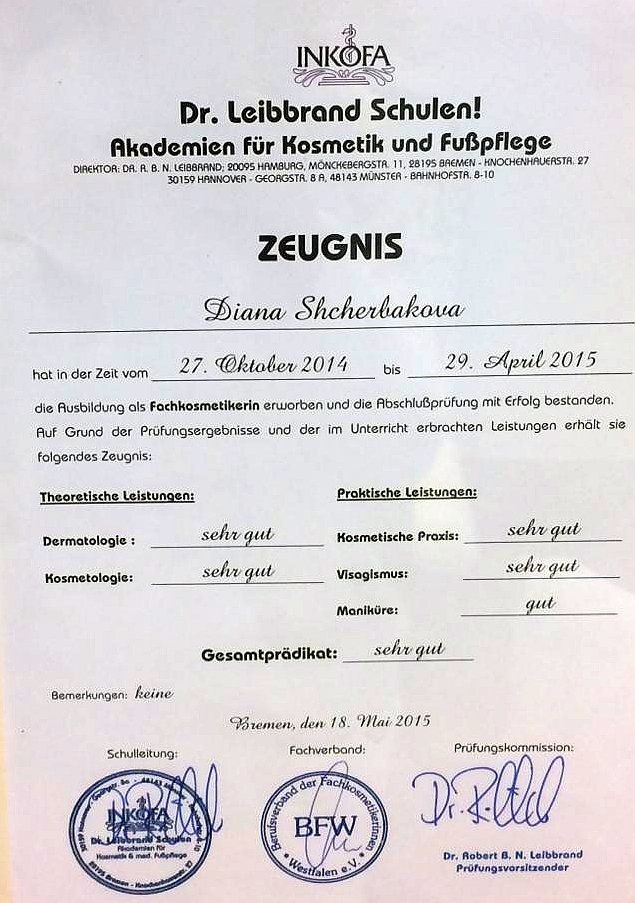 INKOFA
Dr. Leibbrand Schulen!
Akademien für Kosmetik und Fußpflege
DIREKTOR: DR. R. B. N. LEIBBRAND; 20095 HAMBURG, MÖNCKEBERGSTR. 11, 28195 BREMEN - KNOCHENHAUERSTR. 27
30159 HANNOVER - GEORGSTR. 8 A, 48143 MÜNSTER - BAHNHOFSTR. 8-10
ZEUGNIS
Diana Shcherbakova
hat in der Zeit vom 27. Oktober 2014 bis 29. April 2015
die Ausbildung als Fachkosmetikerin erworben und die Abschlußprüfung mit Erfolg bestanden.
Auf Grund der Prüfungsergebnisse und der im Unterricht erbrachten Leistungen erhält sie
folgendes Zeugnis:
Theoretische Leistungen:
Dermatologie : sehr gut
Kosmetologie: sehr gut
Praktische Leistungen:
Kosmetische Praxis: sehr gut
Visagismus: sehr gut
Maniküre: gut
Gesamtprädikat: sehr gut
Bemerkungen: keine
Bremen, den 18. Mai 2015
Schulleitung:
Fachverband:
Prüfungskommission:
INKOFA
Dr. Leibbrand Schulen
Akademien für
Kosmetik & med. Fußpflege
Berufsverband der Fachkosmetikerinnen
BFW
Westfalen e.V.
Dr. Robert B. N. Leibbrand
Prüfungsvorsitzender